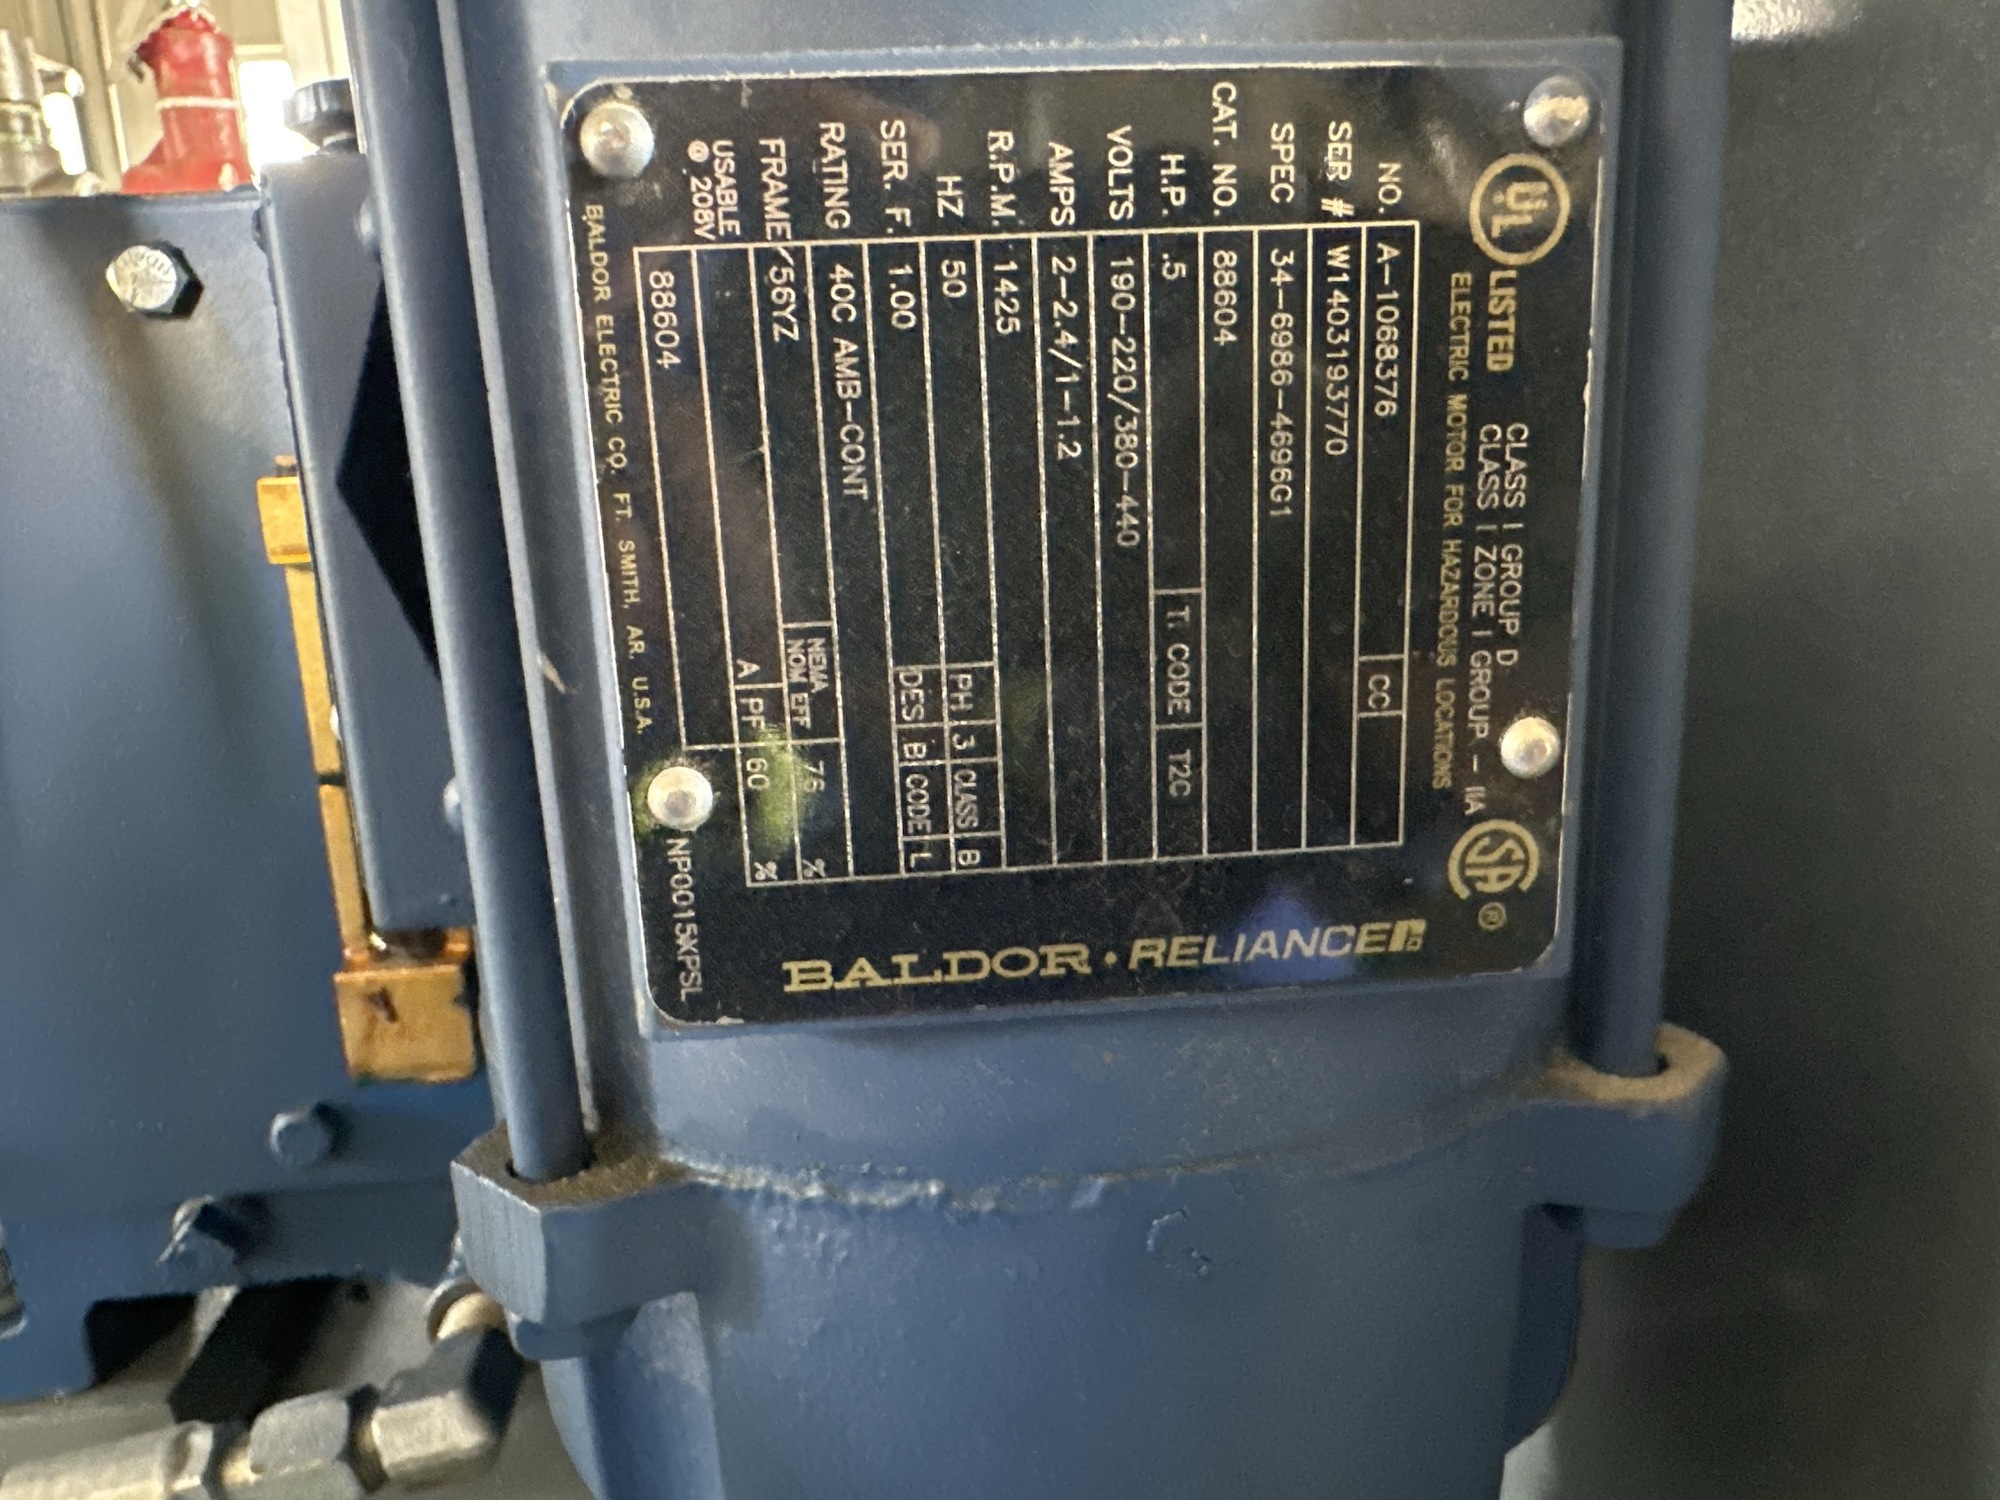 UL LISTED CLASS I GROUP D
CLASS I ZONE I GROUP - IIA SA ®
ELECTRIC MOTOR FOR HAZARDOUS LOCATIONS
NO. A-1068376 CC
SER # W1403193770
SPEC 34-6986-4696G1
CAT. NO. 88604
H.P. .5 T. CODE T2C
VOLTS 190-220/380-440
AMPS 2-2.4/1-1.2
R.P.M. 1425
HZ 50 PH 3 CLASS B
SER. F. 1.00 DES B CODE L
RATING 40C AMB-CONT
FRAME 56YZ NEMA NOM EFF 76 %
USABLE @ 208V A PF 60 %
88604
BALDOR ELECTRIC CO. FT. SMITH, AR. U.S.A.
NP0015XPSL
BALDOR • RELIANCE